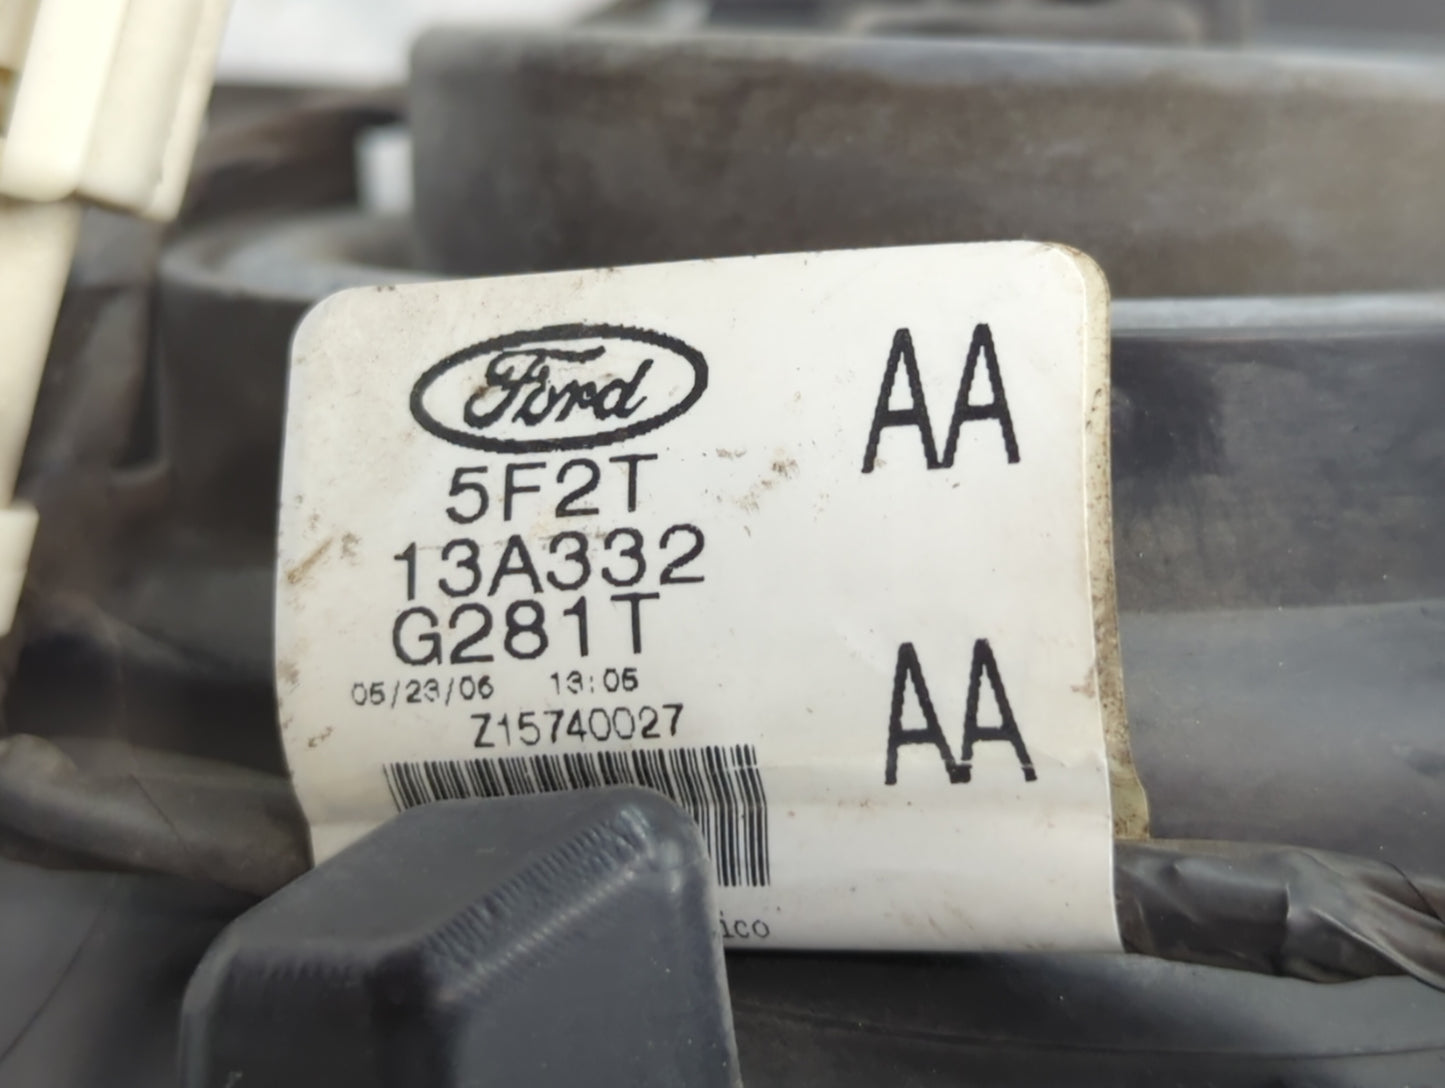 Ford
AA
5F2T
13A332
G281T
05/23/06 13:05
Z15740027
AA
ico